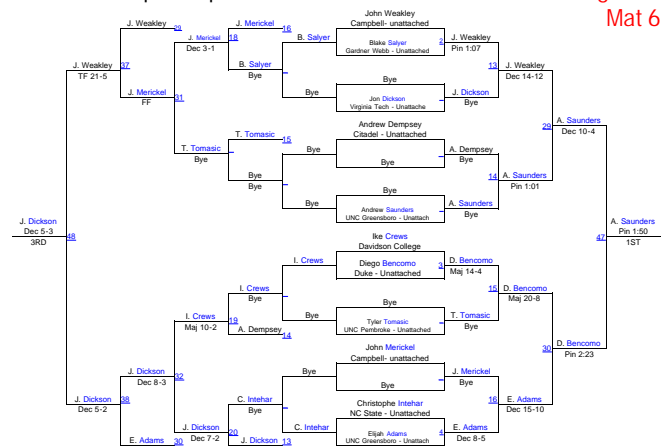 Mat 6
John Weakley
Campbell- unattached
J. Weakley 29
J. Merickel 16
J. Merickel 18
Dec 3-1
B. Salyer
Blake Salyer 2
Gardner Webb - Unattached
J. Weakley
Pin 1:07
J. Weakley 37
TF 21-5
B. Salyer
Bye
Bye
Bye
13 J. Weakley
Dec 14-12
J. Merickel
FF
31
Bye
Jon Dickson
Virginia Tech - Unattache
J. Dickson
Bye
Andrew Dempsey
Citadel - Unattached
A. Saunders
Dec 10-4
29
T. Tomasic 15
T. Tomasic
Bye
Bye
Bye
Bye
Bye
A. Dempsey
Bye
14 A. Saunders
Pin 1:01
Bye
Bye
Andrew Saunders
UNC Greensboro - Unattach
A. Saunders
Bye
J. Dickson
Dec 5-3
3RD
48
A. Saunders
Pin 1:50
1ST
47
Ike Crews
Davidson College
I. Crews
Diego Bencomo 3
Duke - Unattached
D. Bencomo
Maj 14-4
I. Crews
Bye
15 D. Bencomo
Maj 20-8
I. Crews
Maj 10-2
19
Bye
Bye
Tyler Tomasic
UNC Pembroke - Unattached
T. Tomasic
Bye
A. Dempsey 14
John Merickel
Campbell- unattached
D. Bencomo
Pin 2:23
30
J. Dickson
Dec 8-3
32
Bye
Bye
J. Merickel
Bye
J. Dickson
Dec 5-2
38
C. Intehar
Bye
Christophe Intehar
NC State - Unattached
16 E. Adams
Dec 15-10
E. Adams 30
J. Dickson
Dec 7-2
20
J. Dickson 13
C. Intehar
Elijah Adams 4
UNC Greensboro - Unattach
E. Adams
Dec 8-5